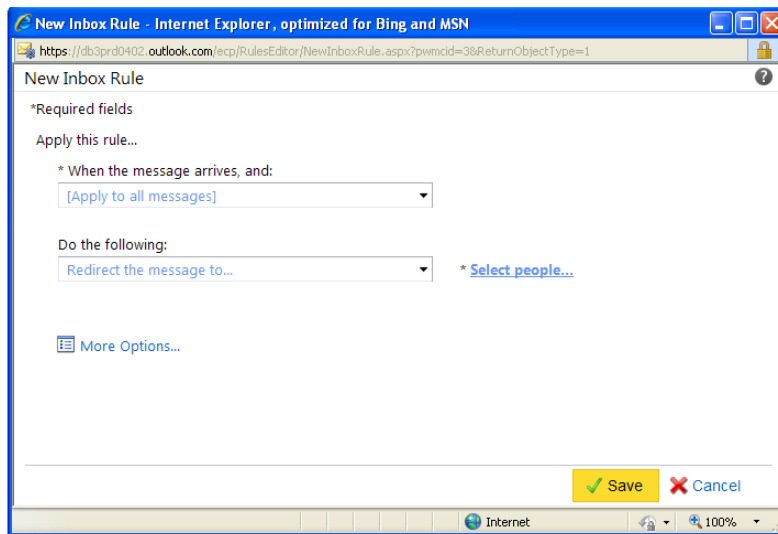 New Inbox Rule - Internet Explorer, optimized for Bing and MSN
https://db3prd0402.outlook.com/ecp/RulesEditor/NewInboxRule.aspx?pwmcid=3&ReturnObjectType=1
New Inbox Rule
*Required fields
Apply this rule...
* When the message arrives, and:
[Apply to all messages]
Do the following:
Redirect the message to... * Select people...
More Options...
Save Cancel
Internet 100%